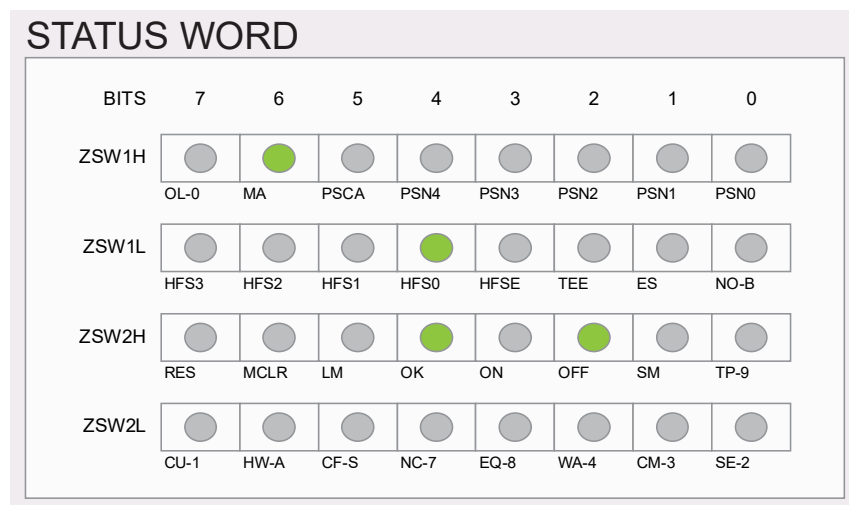 STATUS WORD
BITS 7 6 5 4 3 2 1 0
ZSW1H
OL-0 MA PSCA PSN4 PSN3 PSN2 PSN1 PSN0
ZSW1L
HFS3 HFS2 HFS1 HFS0 HFSE TEE ES NO-B
ZSW2H
RES MCLR LM OK ON OFF SM TP-9
ZSW2L
CU-1 HW-A CF-S NC-7 EQ-8 WA-4 CM-3 SE-2